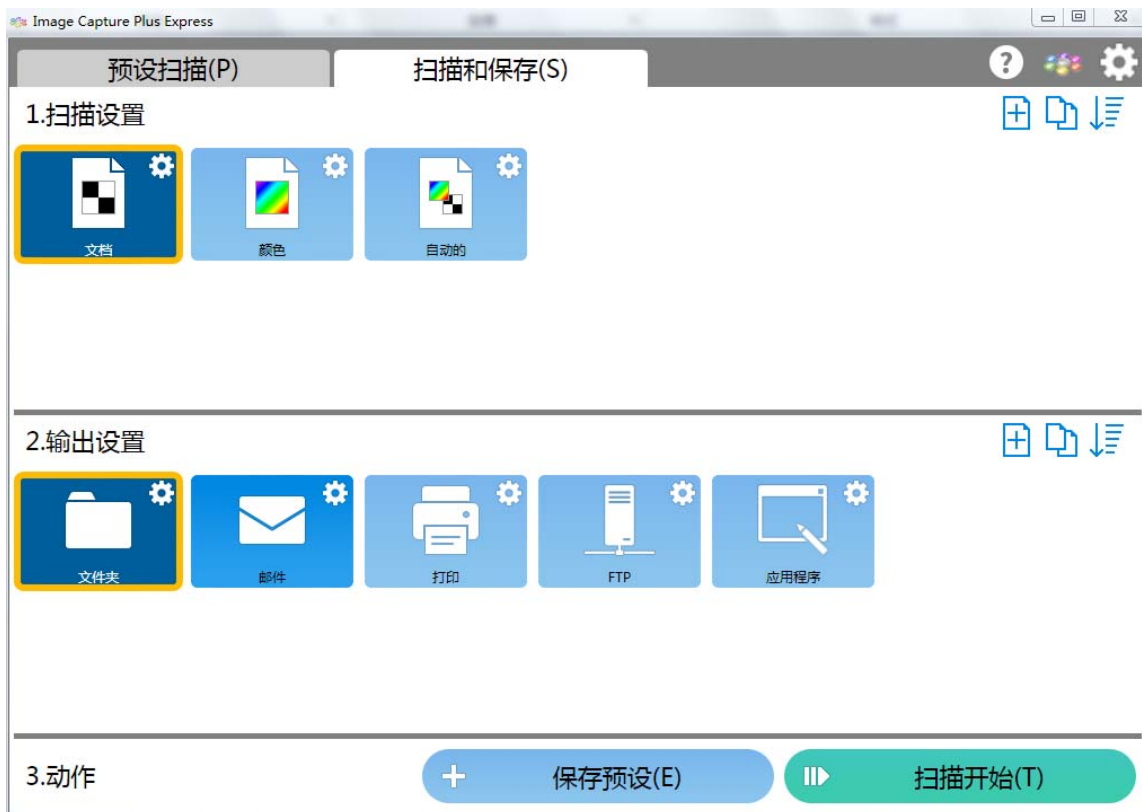 Image Capture Plus Express
预设扫描(P)
扫描和保存(S)
?
1.扫描设置
文档
颜色
自动的
2.输出设置
文件夹
邮件
打印
FTP
应用程序
3.动作
保存预设(E)
扫描开始(T)